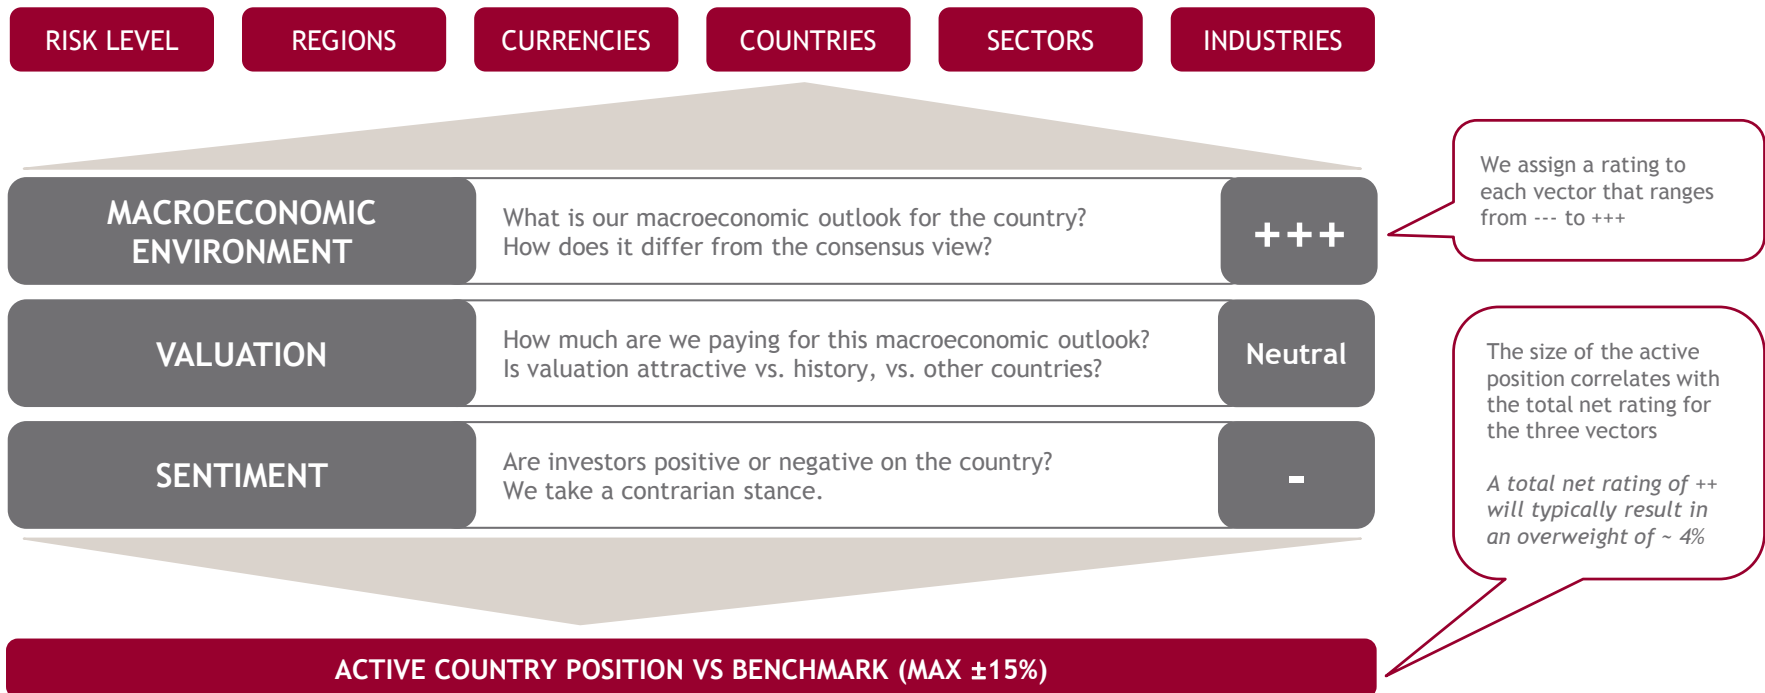 RISK LEVEL
REGIONS
CURRENCIES
COUNTRIES
SECTORS
INDUSTRIES
MACROECONOMIC
ENVIRONMENT
What is our macroeconomic outlook for the country?
How does it differ from the consensus view?
+++
We assign a rating to
each vector that ranges
from --- to +++
VALUATION
How much are we paying for this macroeconomic outlook?
Is valuation attractive vs. history, vs. other countries?
Neutral
SENTIMENT
Are investors positive or negative on the country?
We take a contrarian stance.
-
The size of the active
position correlates with
the total net rating for
the three vectors
A total net rating of ++
will typically result in
an overweight of ~ 4%
ACTIVE COUNTRY POSITION VS BENCHMARK (MAX ±15%)